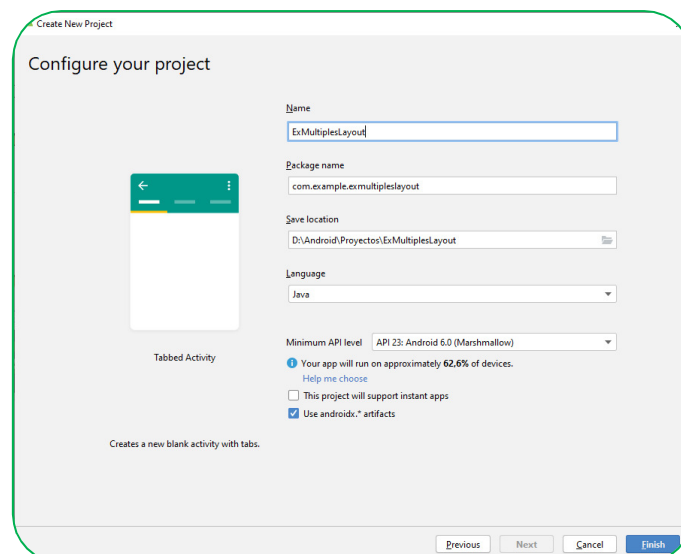 Create New Project
Configure your project
Name
ExMultiplesLayout
Package name
com.example.exmultipleslayout
Save location
D:\Android\Proyectos\ExMultiplesLayout
Language
Java
Minimum API level API 23: Android 6.0 (Marshmallow)
Tabbed Activity
Your app will run on approximately 62,6% of devices.
Help me choose
This project will support instant apps
Use androidx.* artifacts
Creates a new blank activity with tabs.
Previous Next Cancel Finish